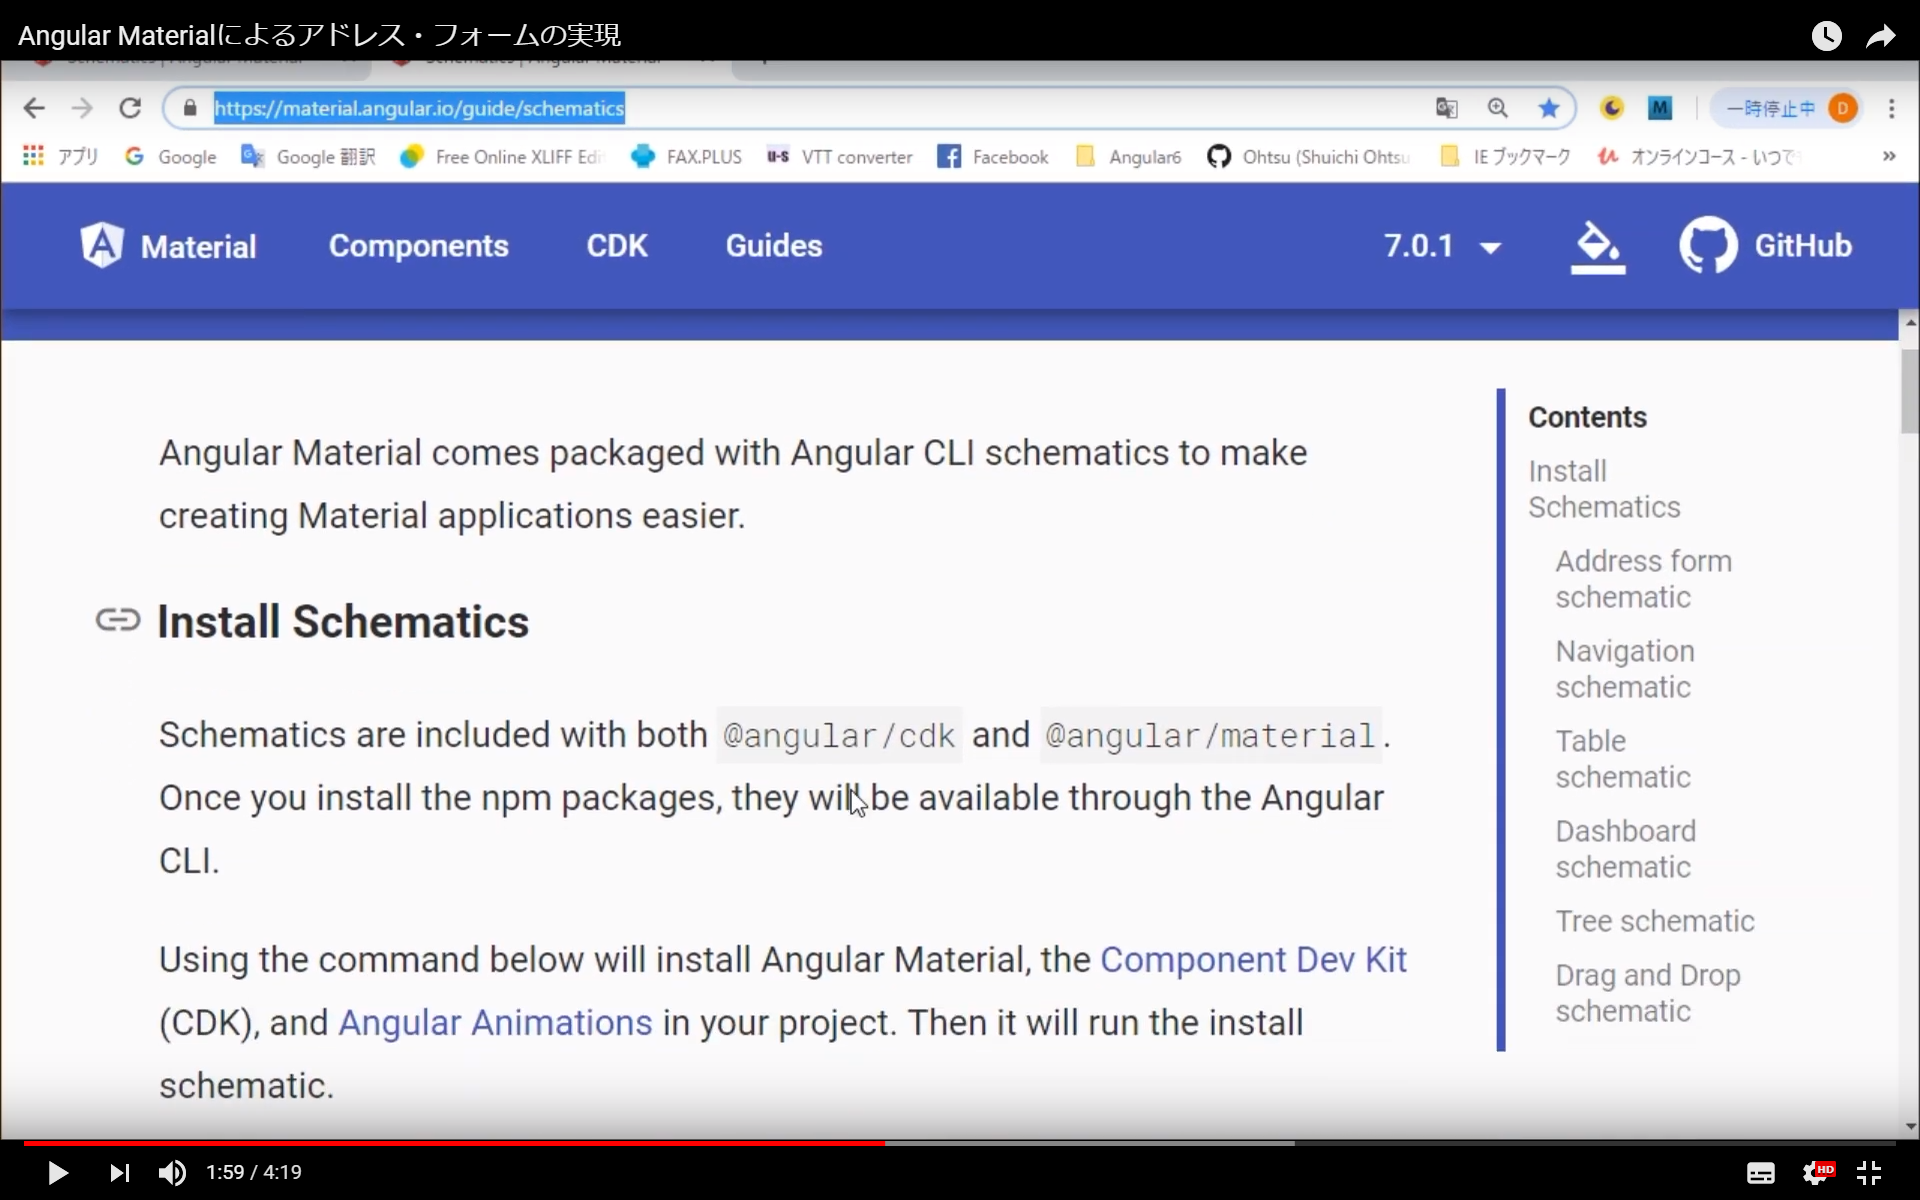 Angular Materialによるアドレス・フォームの実現
Schematics | Angular Material
Schematics | Angular Material
https://material.angular.io/guide/schematics
M
一時停止中
D
アプリ
Google
Google 翻訳
Free Online XLIFF Edi
FAX.PLUS
U-S VTT converter
Facebook
Angular6
Ohtsu (Shuichi Ohtsu
IE ブックマーク
オンラインコース - いつで
»
Material
Components
CDK
Guides
7.0.1
GitHub
Angular Material comes packaged with Angular CLI schematics to make
creating Material applications easier.
Install Schematics
Schematics are included with both @angular/cdk and @angular/material.
Once you install the npm packages, they will be available through the Angular
CLI.
Using the command below will install Angular Material, the Component Dev Kit
(CDK), and Angular Animations in your project. Then it will run the install
schematic.
Contents
Install
Schematics
Address form
schematic
Navigation
schematic
Table
schematic
Dashboard
schematic
Tree schematic
Drag and Drop
schematic
1:59 / 4:19
HD